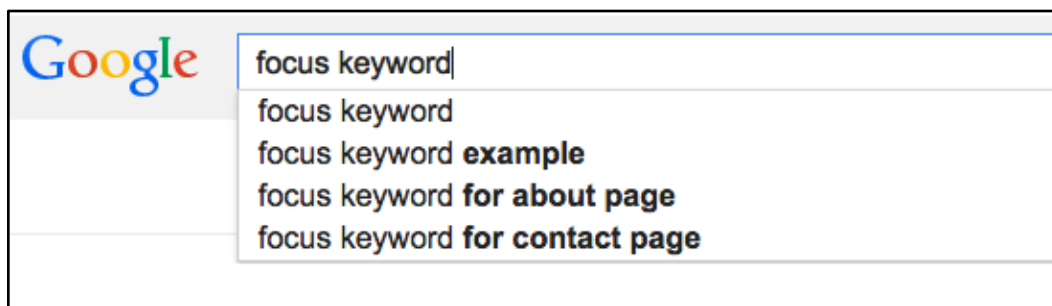 Google
focus keyword
focus keyword
focus keyword example
focus keyword for about page
focus keyword for contact page